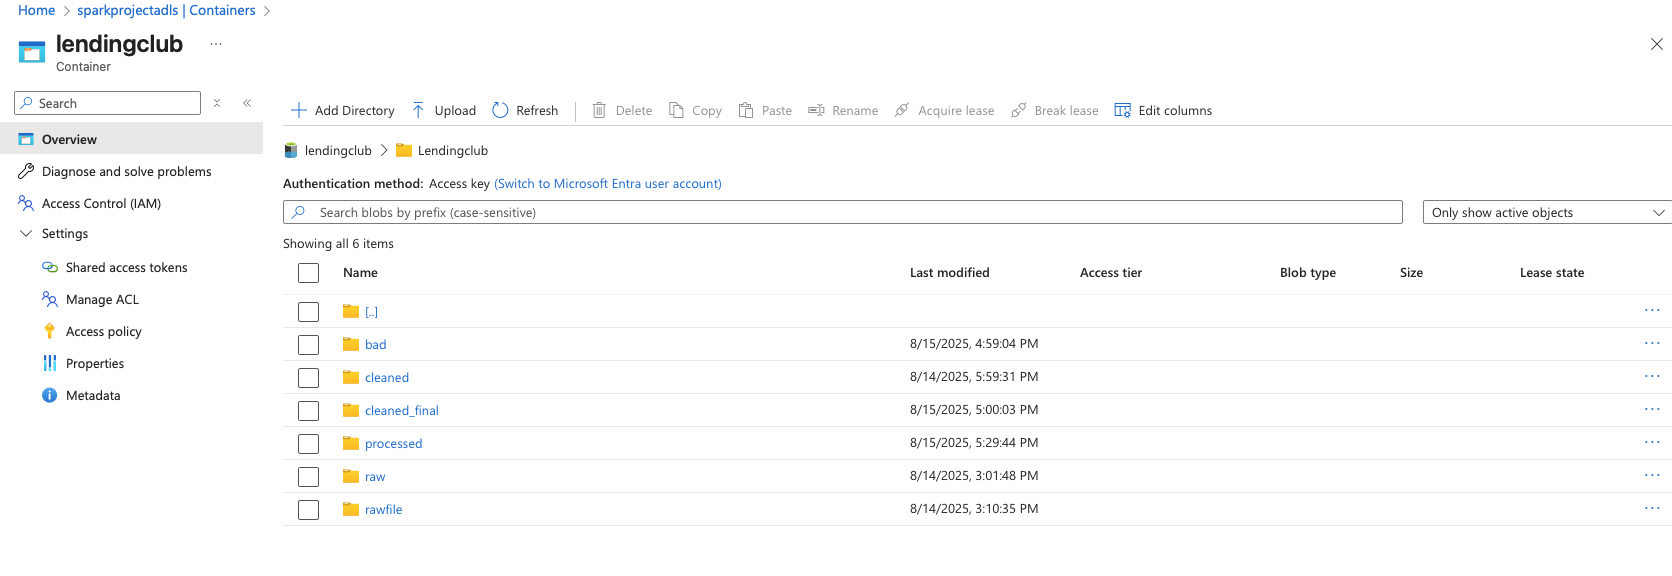 Home > sparkprojectadls | Containers >
lendingclub ...
Container
Search
Overview
Diagnose and solve problems
Access Control (IAM)
Settings
Shared access tokens
Manage ACL
Access policy
Properties
Metadata
Add Directory Upload Refresh Delete Copy Paste Rename Acquire lease Break lease Edit columns
lendingclub > Lendingclub
Authentication method: Access key (Switch to Microsoft Entra user account)
Search blobs by prefix (case-sensitive) Only show active objects
Showing all 6 items
Name Last modified Access tier Blob type Size Lease state
[..] ...
bad 8/15/2025, 4:59:04 PM ...
cleaned 8/14/2025, 5:59:31 PM ...
cleaned_final 8/15/2025, 5:00:03 PM ...
processed 8/15/2025, 5:29:44 PM ...
raw 8/14/2025, 3:01:48 PM ...
rawfile 8/14/2025, 3:10:35 PM ...